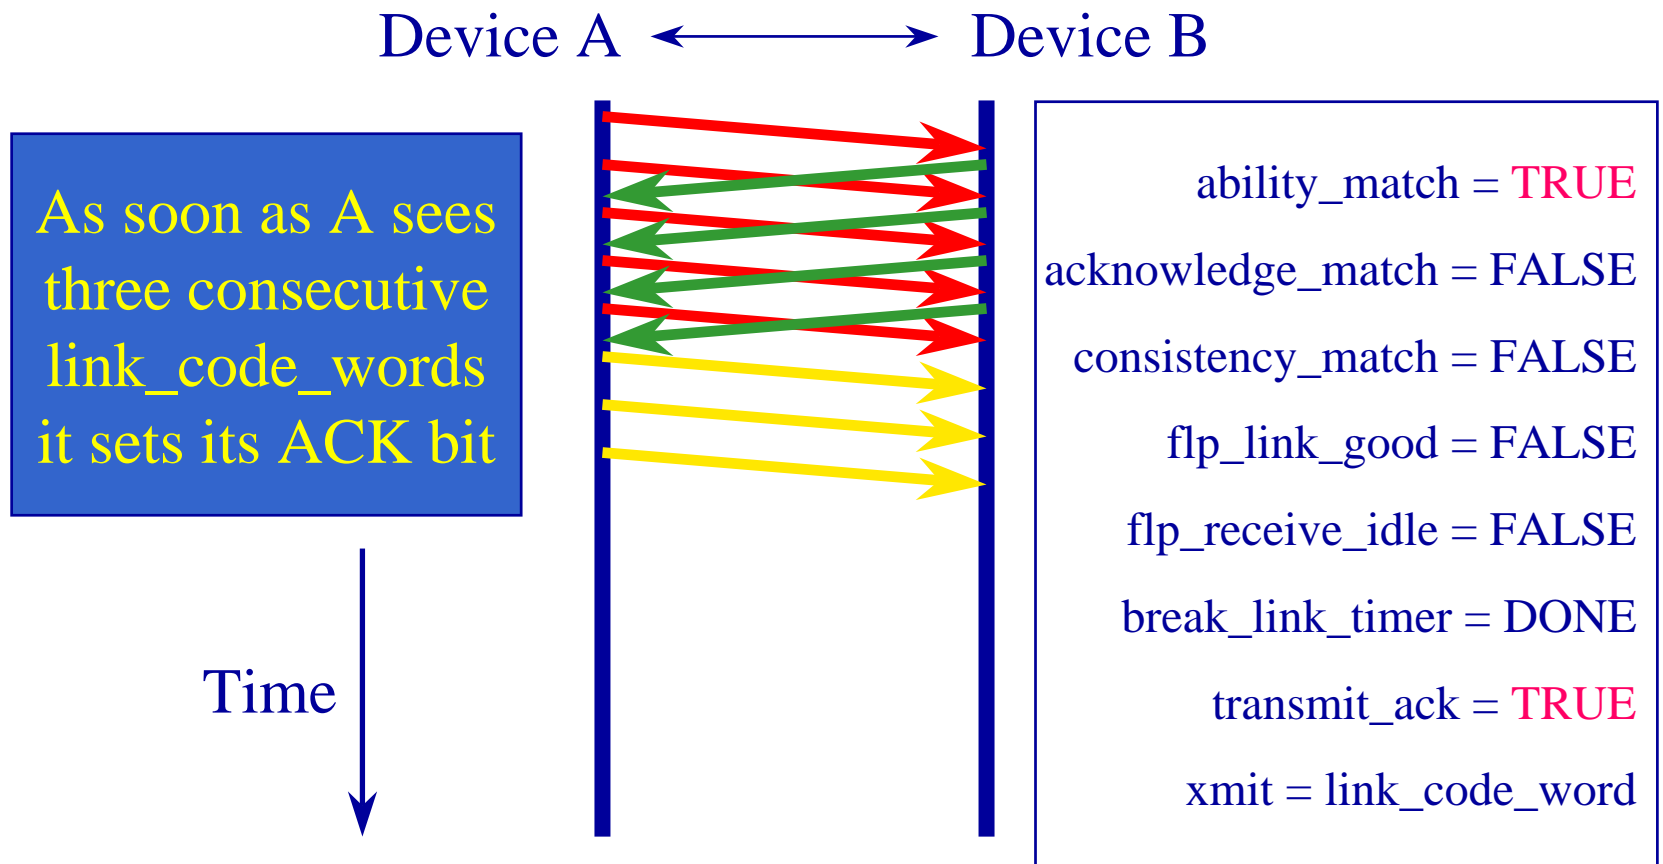 Device A Device B
As soon as A sees
three consecutive
link_code_words
it sets its ACK bit
Time
ability_match = TRUE
acknowledge_match = FALSE
consistency_match = FALSE
flp_link_good = FALSE
flp_receive_idle = FALSE
break_link_timer = DONE
transmit_ack = TRUE
xmit = link_code_word